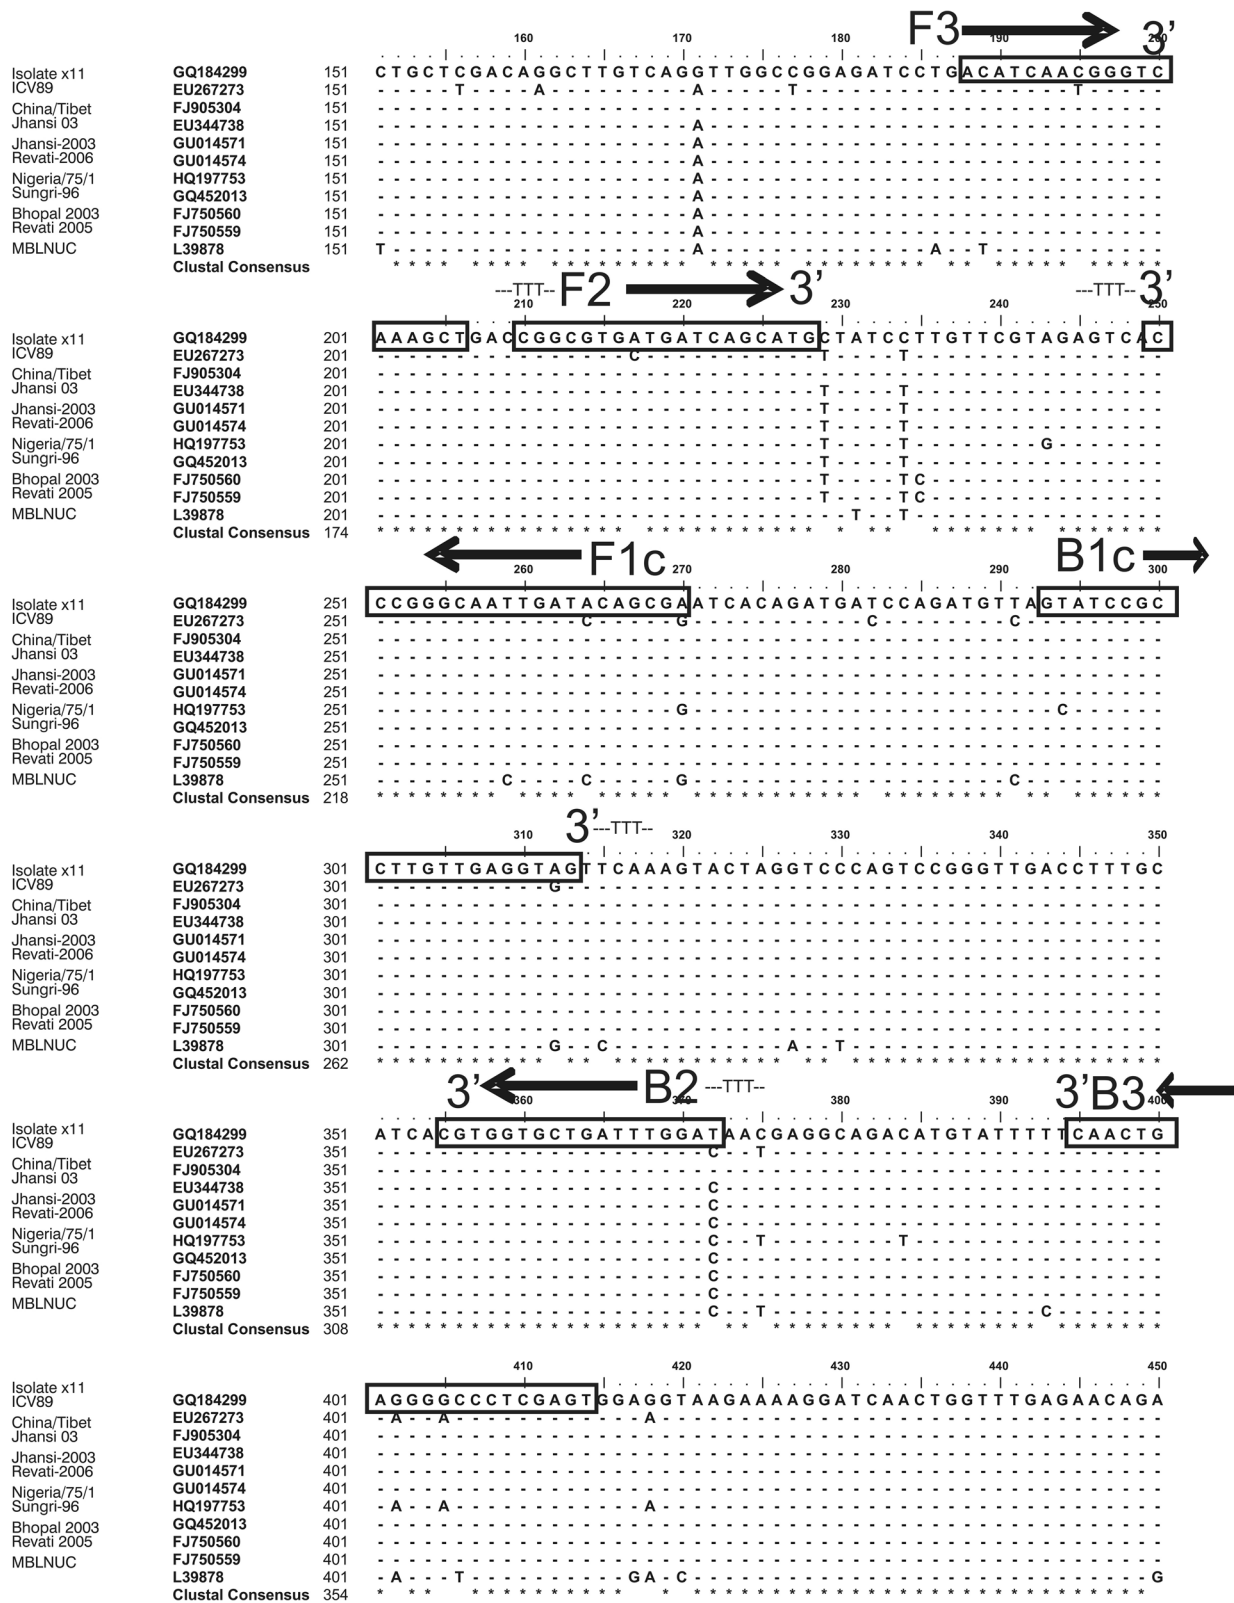 F3 3'
160 170 180 190 200
Isolate x11 GQ184299 151 CTGCTCGACAGGCTTGTCAGGTTGGCCGGAGATCCTGACATCAACGGGTC
ICV89 EU267273 151 -----T----A---------A-----T-----------------T-----
China/Tibet FJ905304 151 --------------------------------------------------
Jhansi 03 EU344738 151 --------------------A-----------------------------
Jhansi-2003 GU014571 151 --------------------A-----------------------------
Revati-2006 GU014574 151 --------------------A-----------------------------
Nigeria/75/1 HQ197753 151 --------------------A-----------------------------
Sungri-96 GQ452013 151 --------------------A-----------------------------
Bhopal 2003 FJ750560 151 --------------------A-----------------------------
Revati 2005 FJ750559 151 --------------------A-----------------------------
MBLNUC L39878 151 T-------------------A--------------A--T-----------
Clustal Consensus  **** **** ********* ***** ******** ** ***** *****
---TTT-- F2 3' ---TTT-- 3'
210 220 230 240 250
Isolate x11 GQ184299 201 AAAGCTGACCGGCGTGATGATCAGCATGCTATCCTTGTTCGTAGAGTCAC
ICV89 EU267273 201 ----------------C-----------T----T----------------
China/Tibet FJ905304 201 --------------------------------------------------
Jhansi 03 EU344738 201 ----------------------------T----T----------------
Jhansi-2003 GU014571 201 ----------------------------T----T----------------
Revati-2006 GU014574 201 ----------------------------T----T----------------
Nigeria/75/1 HQ197753 201 ----------------------------T----T--------G-------
Sungri-96 GQ452013 201 ----------------------------T----T----------------
Bhopal 2003 FJ750560 201 ----------------------------T----TC---------------
Revati 2005 FJ750559 201 ----------------------------T----TC---------------
MBLNUC L39878 201 ------------------------------T--T----------------
Clustal Consensus 174 **************** *********** * **  ******* *******
F1c B1c
260 270 280 290 300
Isolate x11 GQ184299 251 CCGGGCAATTGATACAGCGAATCACAGATGATCCAGATGTTAGTATCCGC
ICV89 EU267273 251 -------------C-----G-----------C--------C---------
China/Tibet FJ905304 251 --------------------------------------------------
Jhansi 03 EU344738 251 --------------------------------------------------
Jhansi-2003 GU014571 251 --------------------------------------------------
Revati-2006 GU014574 251 --------------------------------------------------
Nigeria/75/1 HQ197753 251 -------------------G-----------------------C------
Sungri-96 GQ452013 251 --------------------------------------------------
Bhopal 2003 FJ750560 251 --------------------------------------------------
Revati 2005 FJ750559 251 --------------------------------------------------
MBLNUC L39878 251 --------C----C-----G--------------------C---------
Clustal Consensus 218 ******** **** ***** *********** ******** ** ******
3' ---TTT--
310 320 330 340 350
Isolate x11 GQ184299 301 CTTGTTGAGGTAGTTCAAAGTACTAGGTCCCAGTCCGGGTTGACCTTTGC
ICV89 EU267273 301 -----------G--------------------------------------
China/Tibet FJ905304 301 --------------------------------------------------
Jhansi 03 EU344738 301 --------------------------------------------------
Jhansi-2003 GU014571 301 --------------------------------------------------
Revati-2006 GU014574 301 --------------------------------------------------
Nigeria/75/1 HQ197753 301 --------------------------------------------------
Sungri-96 GQ452013 301 --------------------------------------------------
Bhopal 2003 FJ750560 301 --------------------------------------------------
Revati 2005 FJ750559 301 --------------------------------------------------
MBLNUC L39878 301 -----------G--C-----------A--T--------------------
Clustal Consensus 262 *********** ** *********** ** ********************
3' B2 ---TTT-- 3' B3
360 370 380 390 400
Isolate x11 GQ184299 351 ATCACGTGGTGCTGATTTGGATAACGAGGCAGACATGTATTTTTCAACTG
ICV89 EU267273 351 ---------------------C--T-------------------------
China/Tibet FJ905304 351 --------------------------------------------------
Jhansi 03 EU344738 351 ---------------------C----------------------------
Jhansi-2003 GU014571 351 ---------------------C----------------------------
Revati-2006 GU014574 351 ---------------------C----------------------------
Nigeria/75/1 HQ197753 351 ---------------------C--T--------T----------------
Sungri-96 GQ452013 351 ---------------------C----------------------------
Bhopal 2003 FJ750560 351 ---------------------C----------------------------
Revati 2005 FJ750559 351 ---------------------C----------------------------
MBLNUC L39878 351 ---------------------C--T-----------------C-------
Clustal Consensus 308 ********************* ** ******** ******** *******
410 420 430 440 450
Isolate x11 GQ184299 401 AGGGGCCCTCGAGTGGAGGTAAGAAAAGGATCAACTGGTTTGAGAACAGA
ICV89 EU267273 401 -A--A------------A--------------------------------
China/Tibet FJ905304 401 --------------------------------------------------
Jhansi 03 EU344738 401 --------------------------------------------------
Jhansi-2003 GU014571 401 --------------------------------------------------
Revati-2006 GU014574 401 --------------------------------------------------
Nigeria/75/1 HQ197753 401 -A--A------------A--------------------------------
Sungri-96 GQ452013 401 --------------------------------------------------
Bhopal 2003 FJ750560 401 --------------------------------------------------
Revati 2005 FJ750559 401 --------------------------------------------------
MBLNUC L39878 401 -A---T----------GA-C-----------------------------G
Clustal Consensus 354 * **  **********  * *****************************